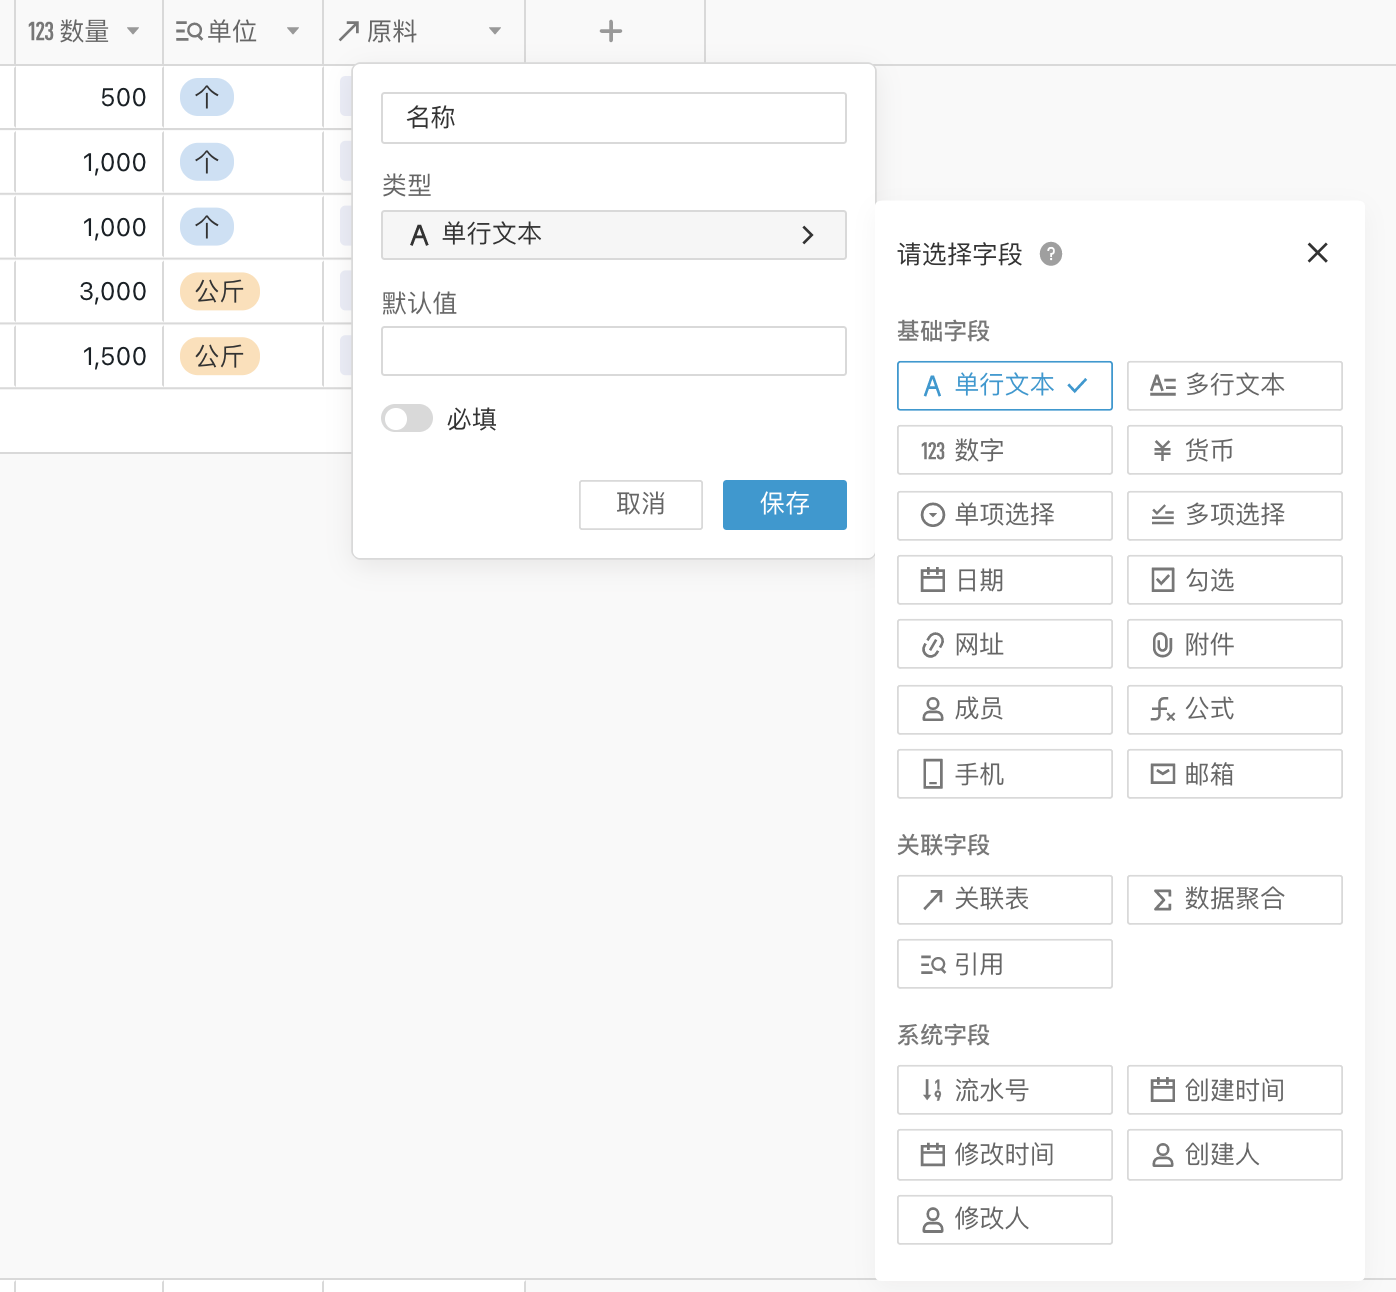 123 数量 单位 原料
500 个
1,000 个
1,000 个
3,000 公斤
1,500 公斤
名称
类型
A 单行文本
默认值
必填
取消 保存
请选择字段 ?
基础字段
A 单行文本 多行文本
123 数字 ¥ 货币
单项选择 多项选择
日期 勾选
网址 附件
成员 fx 公式
手机 邮箱
关联字段
关联表 Σ 数据聚合
引用
系统字段
流水号 创建时间
修改时间 创建人
修改人